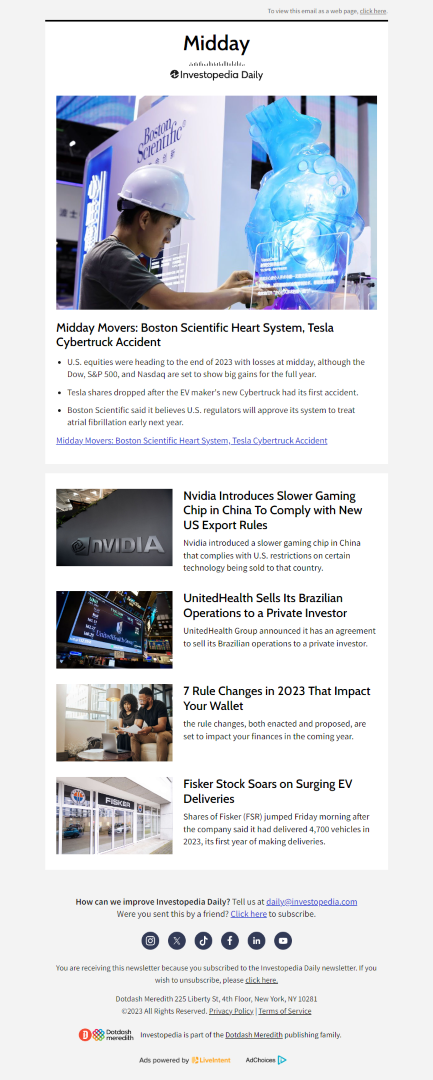 To view this email as a web page, click here.
Midday
Investopedia Daily
Boston
Scientific
Midday Movers: Boston Scientific Heart System, Tesla
Cybertruck Accident
• U.S. equities were heading to the end of 2023 with losses at midday, although the
Dow, S&P 500, and Nasdaq are set to show big gains for the full year.
• Tesla shares dropped after the EV maker's new Cybertruck had its first accident.
• Boston Scientific said it believes U.S. regulators will approve its system to treat
atrial fibrillation early next year.
Midday Movers: Boston Scientific Heart System, Tesla Cybertruck Accident
nVIDIA
Nvidia Introduces Slower Gaming
Chip in China To Comply with New
US Export Rules
Nvidia introduced a slower gaming chip in China
that complies with U.S. restrictions on certain
technology being sold to that country.
UnitedHealth Sells Its Brazilian
Operations to a Private Investor
UnitedHealth Group announced it has an agreement
to sell its Brazilian operations to a private investor.
7 Rule Changes in 2023 That Impact
Your Wallet
the rule changes, both enacted and proposed, are
set to impact your finances in the coming year.
FISKER
Fisker Stock Soars on Surging EV
Deliveries
Shares of Fisker (FSR) jumped Friday morning after
the company said it had delivered 4,700 vehicles in
2023, its first year of making deliveries.
How can we improve Investopedia Daily? Tell us at daily@investopedia.com
Were you sent this by a friend? Click here to subscribe.
You are receiving this newsletter because you subscribed to the Investopedia Daily newsletter. If you
wish to unsubscribe, please click here.
Dotdash Meredith 225 Liberty St, 4th Floor, New York, NY 10281
©2023 All Rights Reserved. Privacy Policy | Terms of Service
Dotdash
meredith
Investopedia is part of the Dotdash Meredith publishing family.
Ads powered by LiveIntent AdChoices